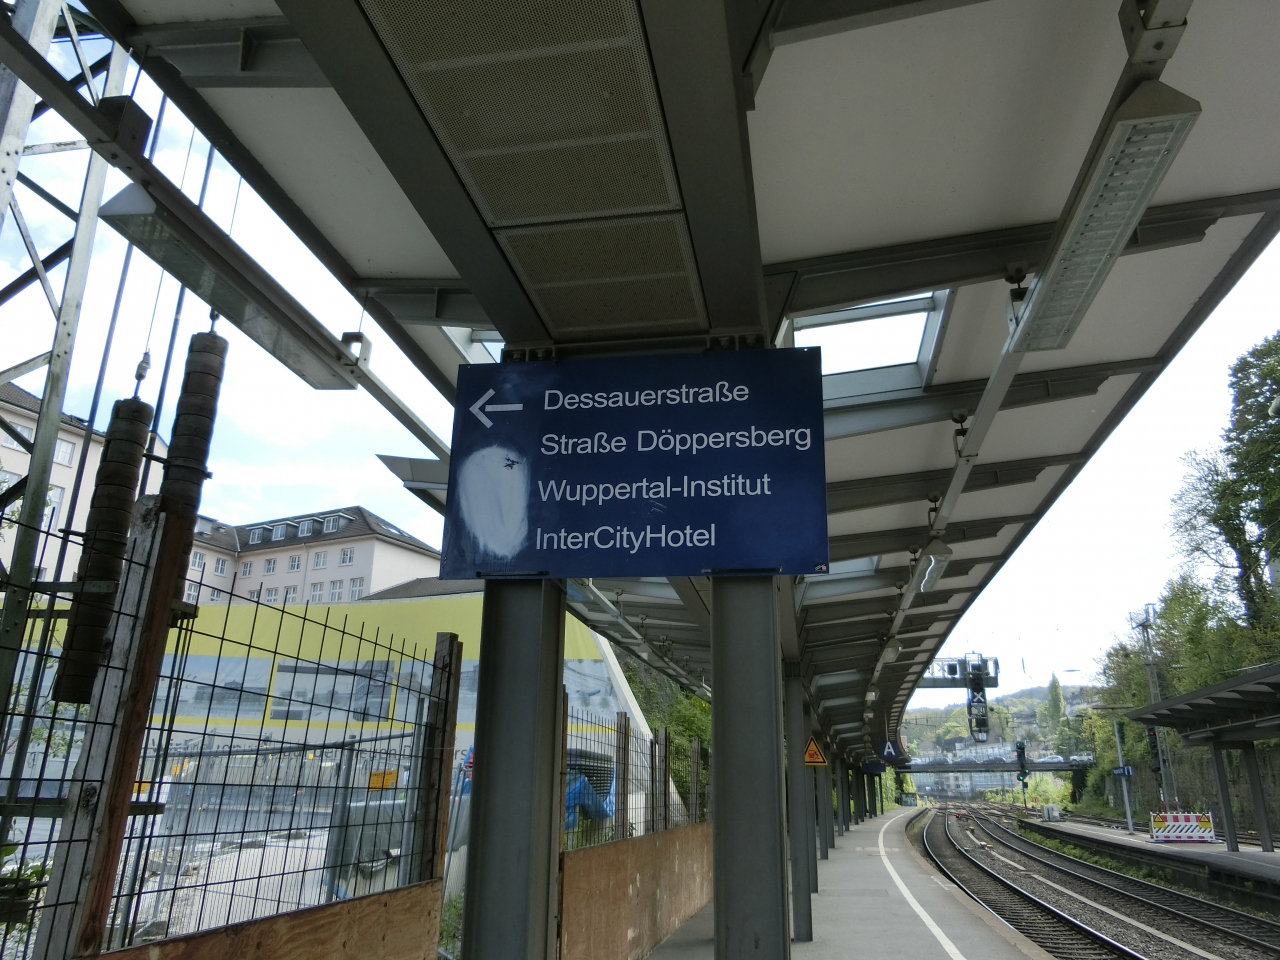 Dessauerstraße
Straße Döppersberg
Wuppertal-Institut
InterCityHotel
A